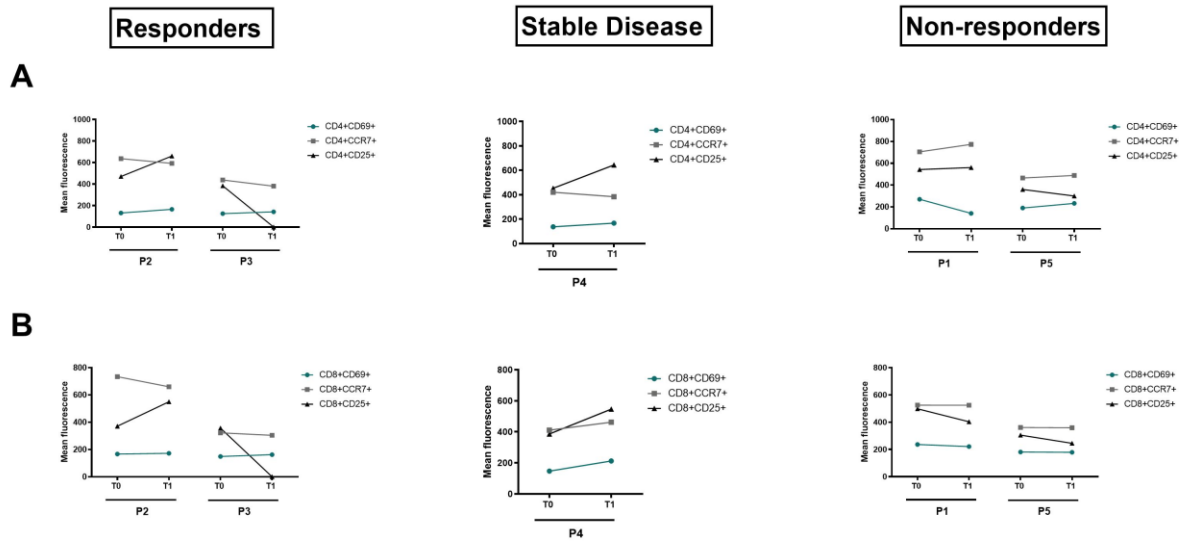 Responders
Stable Disease
Non-responders
A
Mean fluorescence
1000
800
600
400
200
0
T0 T1 T0 T1
P2 P3
CD4+CD69+
CD4+CCR7+
CD4+CD25+
Mean fluorescence
1000
800
600
400
200
0
T0 T1
P4
CD4+CD69+
CD4+CCR7+
CD4+CD25+
Mean fluorescence
1000
800
600
400
200
0
T0 T1 T0 T1
P1 P5
CD4+CD69+
CD4+CCR7+
CD4+CD25+
B
Mean fluorescence
800
600
400
200
0
T0 T1 T0 T1
P2 P3
CD8+CD69+
CD8+CCR7+
CD8+CD25+
Mean fluorescence
800
600
400
200
0
T0 T1
P4
CD8+CD69+
CD8+CCR7+
CD8+CD25+
Mean fluorescence
800
600
400
200
0
T0 T1 T0 T1
P1 P5
CD8+CD69+
CD8+CCR7+
CD8+CD25+